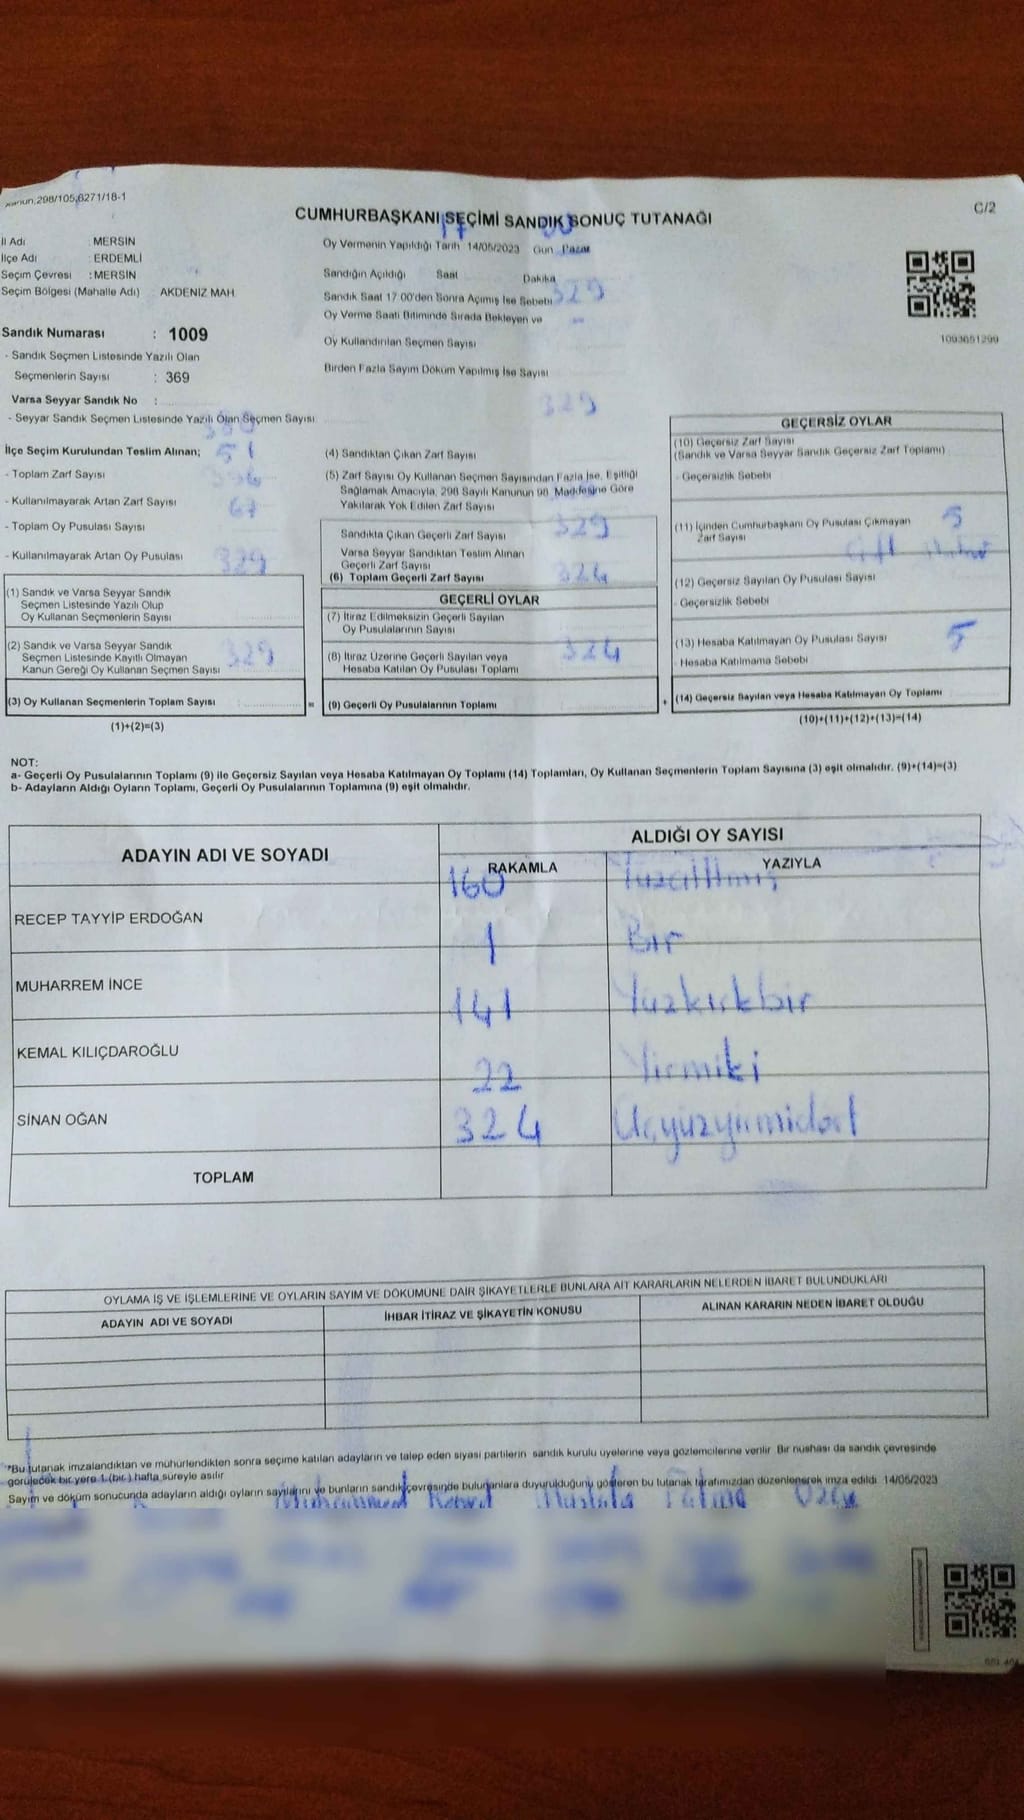 Kanun;298/105,6271/18-1
C/2
CUMHURBAŞKANI SEÇİMİ SANDIK SONUÇ TUTANAĞI
İl Adı : MERSİN
İlçe Adı : ERDEMLİ
Seçim Çevresi : MERSİN
Seçim Bölgesi (Mahalle Adı) AKDENİZ MAH.
Sandık Numarası : 1009
- Sandık Seçmen Listesinde Yazılı Olan
Seçmenlerin Sayısı : 369
Varsa Seyyar Sandık No :
- Seyyar Sandık Seçmen Listesinde Yazılı Olan Seçmen Sayısı
Oy Vermenin Yapıldığı Tarih 14/05/2023 Gün Pazar
17
Sandığın Açıldığı Saat Dakika
Sandık Saat 17:00'den Sonra Açımış İse Sebebi
329
Oy Verme Saati Bitiminde Sırada Bekleyen ve
Oy Kullandırılan Seçmen Sayısı
Birden Fazla Sayım Döküm Yapılmış İse Sayısı
329
1093051299
İlçe Seçim Kurulundan Teslim Alınan;
51
- Toplam Zarf Sayısı
- Kullanılmayarak Artan Zarf Sayısı
67
- Toplam Oy Pusulası Sayısı
- Kullanılmayarak Artan Oy Pusulası
329
(1) Sandık ve Varsa Seyyar Sandık
Seçmen Listesinde Yazılı Olup
Oy Kullanan Seçmenlerin Sayısı
(2) Sandık ve Varsa Seyyar Sandık
Seçmen Listesinde Kayıtlı Olmayan
Kanun Gereği Oy Kullanan Seçmen Sayısı
329
(3) Oy Kullanan Seçmenlerin Toplam Sayısı
=
(1)+(2)=(3)
(4) Sandıktan Çıkan Zarf Sayısı
(5) Zarf Sayısı Oy Kullanan Seçmen Sayısından Fazla İse, Eşitliği
Sağlamak Amacıyla, 298 Sayılı Kanunun 98. Maddesine Göre
Yakılarak Yok Edilen Zarf Sayısı
Sandıkta Çıkan Geçerli Zarf Sayısı
329
Varsa Seyyar Sandıktan Teslim Alınan
Geçerli Zarf Sayısı
(6) Toplam Geçerli Zarf Sayısı
324
GEÇERLİ OYLAR
(7) İtiraz Edilmeksizin Geçerli Sayılan
Oy Pusulalarının Sayısı
(8) İtiraz Üzerine Geçerli Sayılan veya
Hesaba Katılan Oy Pusulası Toplamı
324
(9) Geçerli Oy Pusulalarının Toplamı
+
GEÇERSİZ OYLAR
(10) Geçersiz Zarf Sayısı
(Sandık ve Varsa Seyyar Sandık Geçersiz Zarf Toplamı)
- Geçersizlik Sebebi
(11) İçinden Cumhurbaşkanı Oy Pusulası Çıkmayan
Zarf Sayısı
5
(12) Geçersiz Sayılan Oy Pusulası Sayısı
- Geçersizlik Sebebi
(13) Hesaba Katılmayan Oy Pusulası Sayısı
5
- Hesaba Katılmama Sebebi
(14) Geçersiz Sayılan veya Hesaba Katılmayan Oy Toplamı
(10)+(11)+(12)+(13)=(14)
NOT:
a- Geçerli Oy Pusulalarının Toplamı (9) ile Geçersiz Sayılan veya Hesaba Katılmayan Oy Toplamı (14) Toplamları, Oy Kullanan Seçmenlerin Toplam Sayısına (3) eşit olmalıdır. (9)+(14)=(3)
b- Adayların Aldığı Oyların Toplamı, Geçerli Oy Pusulalarının Toplamına (9) eşit olmalıdır.
ADAYIN ADI VE SOYADI
ALDIĞI OY SAYISI
RAKAMLA YAZIYLA
RECEP TAYYİP ERDOĞAN 160 Yüzaltmış
MUHARREM İNCE 1 Bir
KEMAL KILIÇDAROĞLU 141 Yüzkırkbir
SİNAN OĞAN 22 Yirmiki
TOPLAM 324 Üçyüzyirmidört
OYLAMA İŞ VE İŞLEMLERİNE VE OYLARIN SAYIM VE DÖKÜMÜNE DAİR ŞİKAYETLERLE BUNLARA AİT KARARLARIN NELERDEN İBARET BULUNDUKLARI
ADAYIN ADI VE SOYADI İHBAR İTİRAZ VE ŞİKAYETİN KONUSU ALINAN KARARIN NEDEN İBARET OLDUĞU
*Bu tutanak imzalandıktan ve mühürlendikten sonra seçime katılan adayların ve talep eden siyasi partilerin sandık kurulu üyelerine veya gözlemcilerine verilir. Bir nüshası da sandık çevresinde
görülecek bir yere 1 (bir ) hafta süreyle asılır
Sayım ve döküm sonucunda adayların aldığı oyların sayılarını ve bunların sandık çevresinde bulunanlara duyurulduğunu gösteren bu tutanak tarafımızdan düzenlenerek imza edildi. 14/05/2023
Muhammed Mustafa Fatma